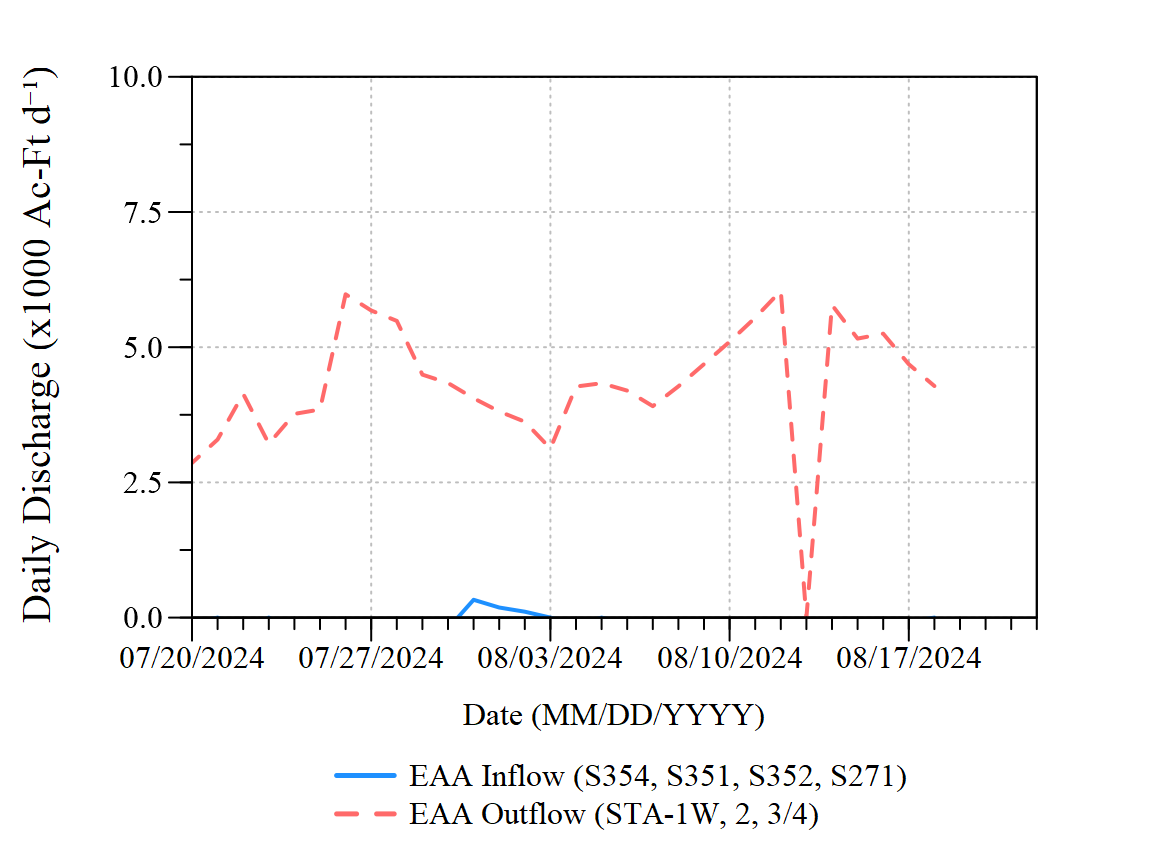 Daily Discharge (x1000 Ac-Ft d⁻¹)
10.0
7.5
5.0
2.5
0.0
07/20/2024 07/27/2024 08/03/2024 08/10/2024 08/17/2024
Date (MM/DD/YYYY)
EAA Inflow (S354, S351, S352, S271)
EAA Outflow (STA-1W, 2, 3/4)